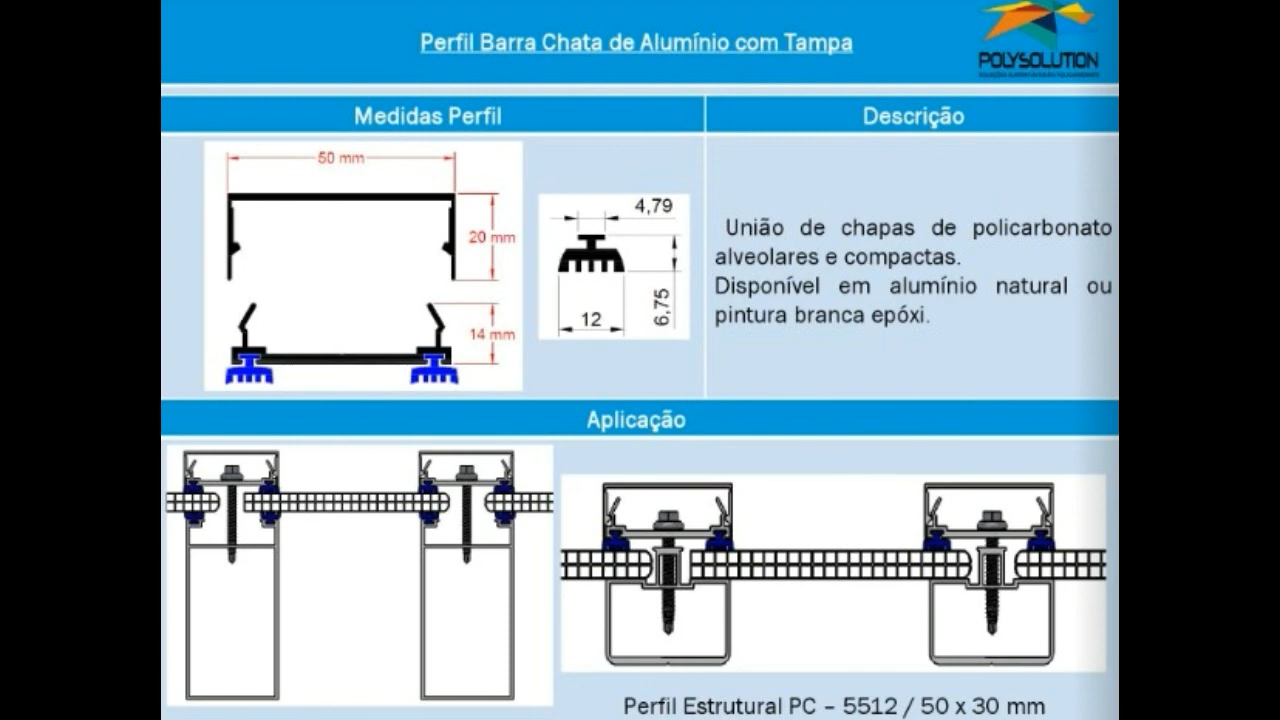 Perfil Barra Chata de Alumínio com Tampa
POLYSOLUTION
Medidas Perfil
Descrição
50 mm
20 mm
14 mm
4,79
6,75
12
União de chapas de policarbonato
alveolares e compactas.
Disponível em alumínio natural ou
pintura branca epóxi.
Aplicação
Perfil Estrutural PC – 5512 / 50 x 30 mm